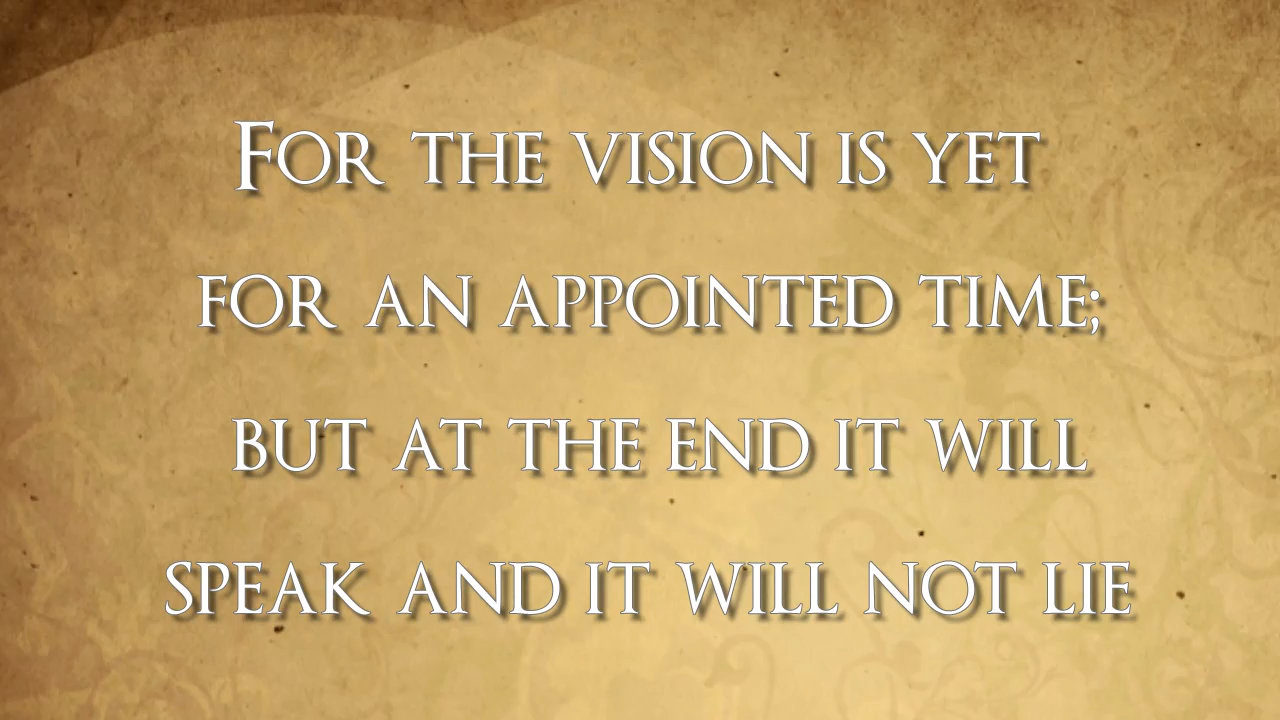 For the vision is yet
for an appointed time;
but at the end it will
speak and it will not lie